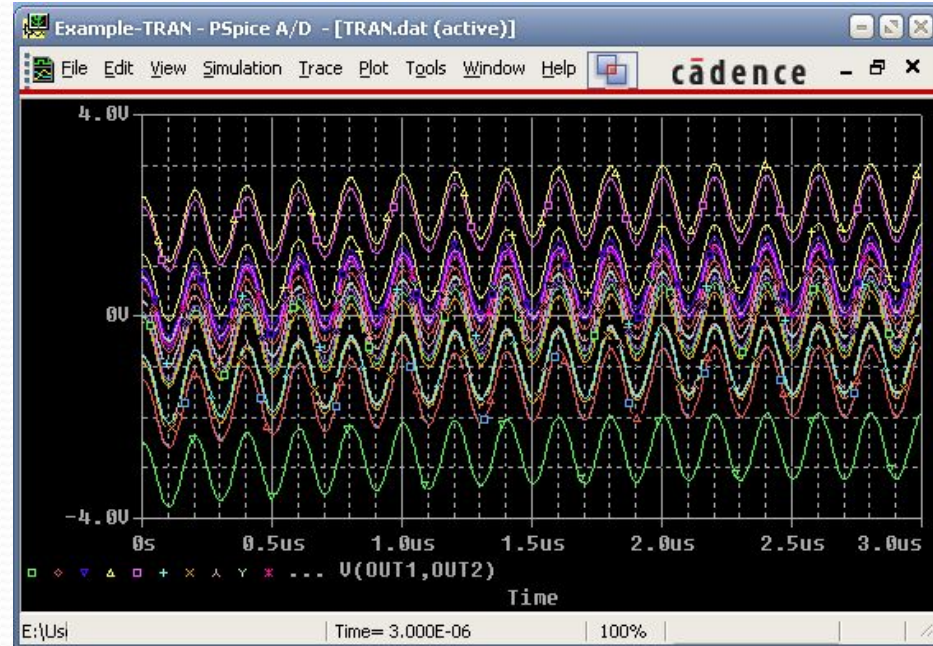 Example-TRAN - PSpice A/D - [TRAN.dat (active)]
File Edit View Simulation Trace Plot Tools Window Help cādence
4.0V
0V
-4.0V
0s 0.5us 1.0us 1.5us 2.0us 2.5us 3.0us
... V(OUT1,OUT2)
Time
E:\Us Time= 3.000E-06 100%